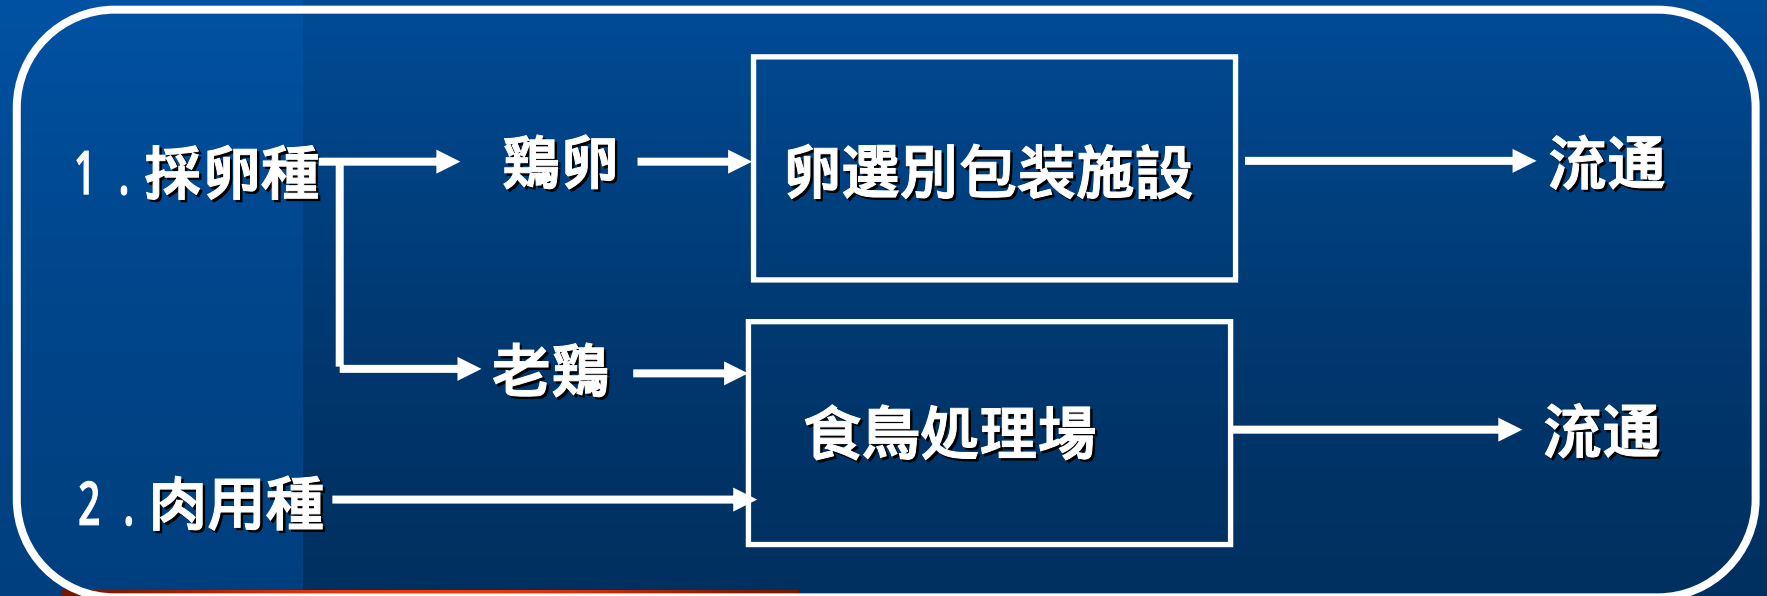 １．採卵種
鶏卵
卵選別包装施設
流通
老鶏
食鳥処理場
流通
２．肉用種